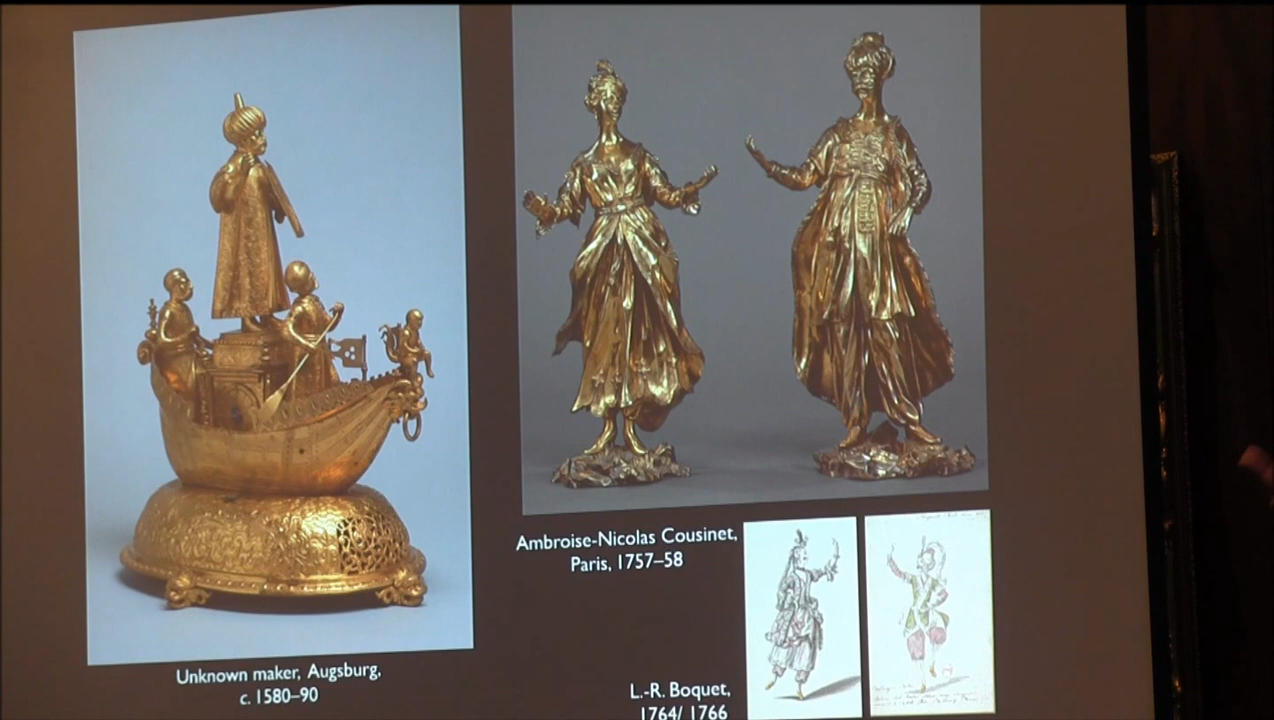 Unknown maker, Augsburg,
c. 1580–90
Ambroise-Nicolas Cousinet,
Paris, 1757–58
L.-R. Boquet,
1764/ 1766